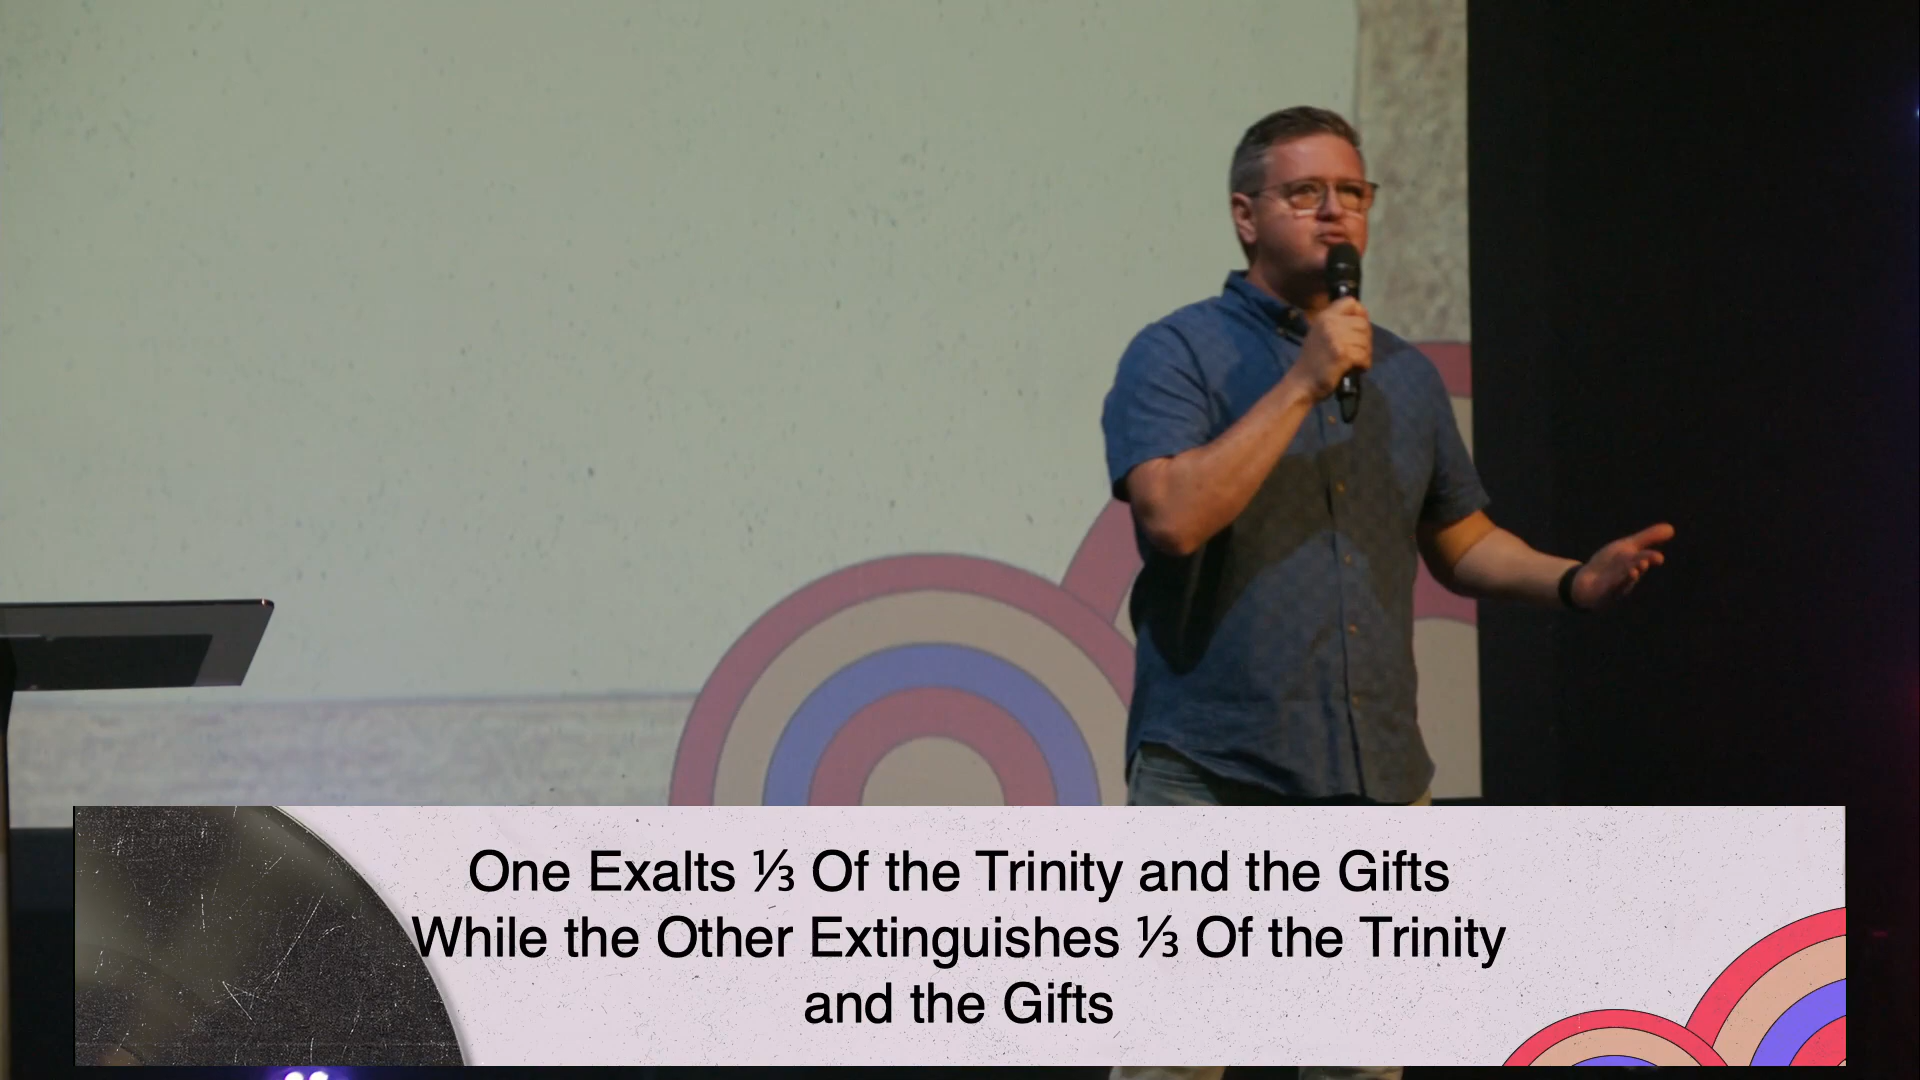 One Exalts ⅓ Of the Trinity and the Gifts
While the Other Extinguishes ⅓ Of the Trinity
and the Gifts